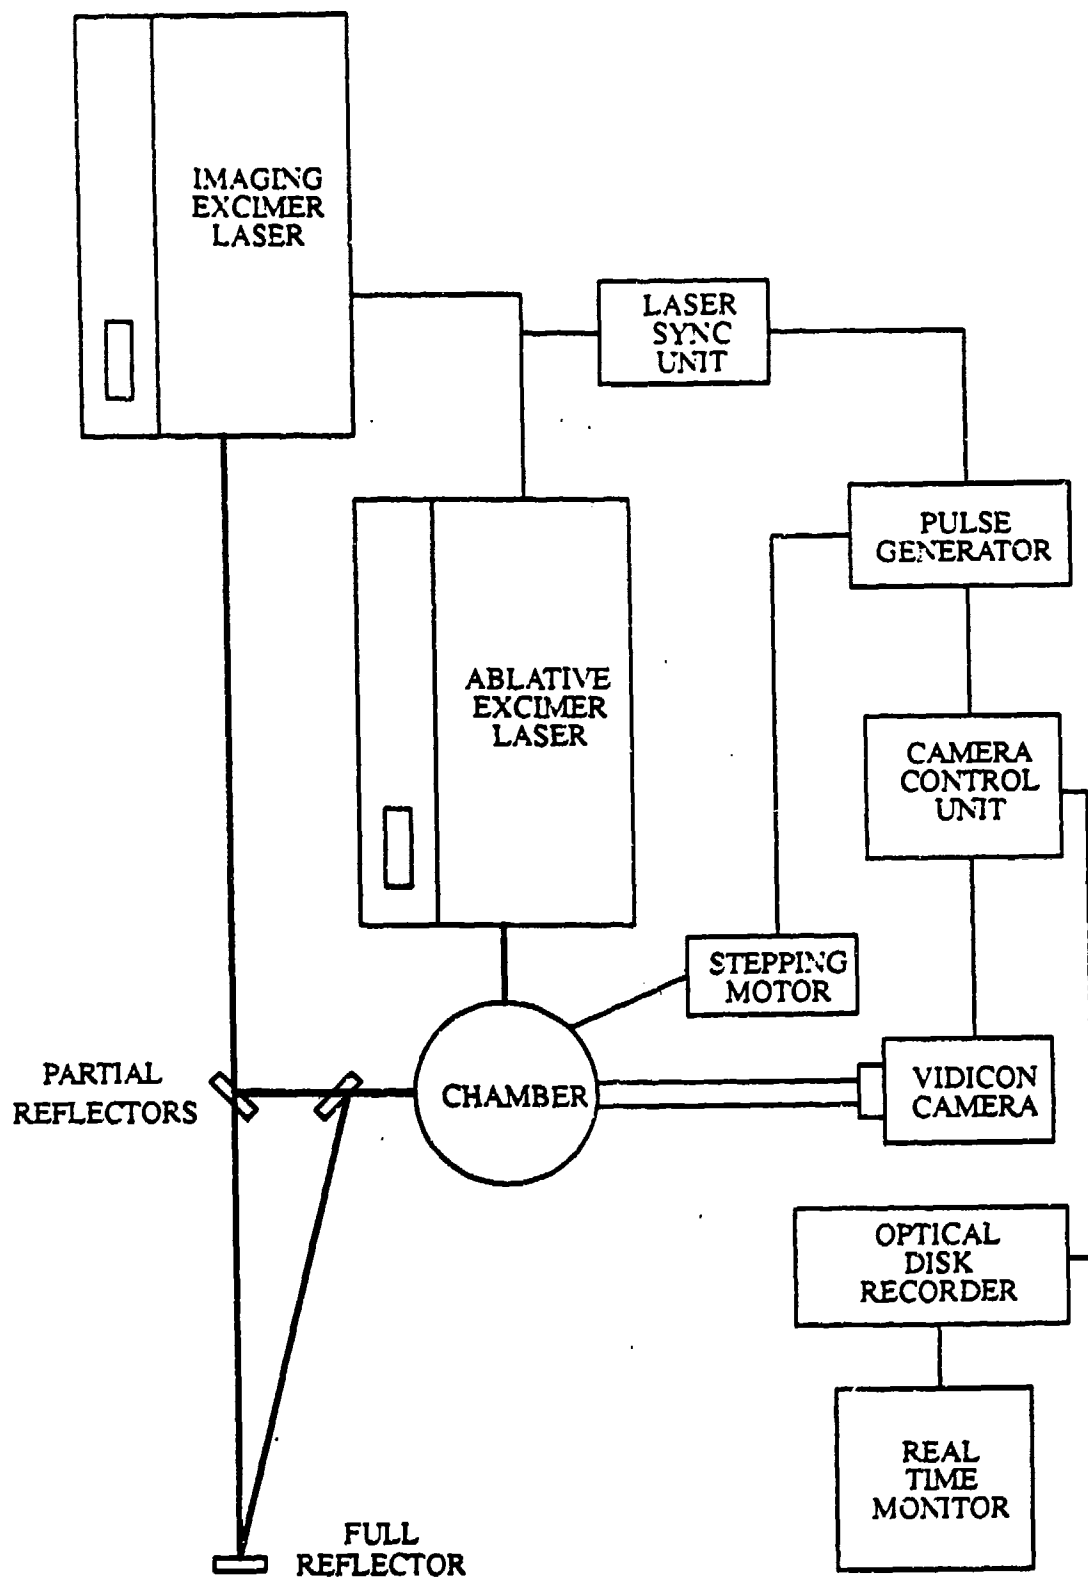 IMAGING
EXCIMER
LASER
LASER
SYNC
UNIT
PULSE
GENERATOR
ABLATIVE
EXCIMER
LASER
CAMERA
CONTROL
UNIT
STEPPING
MOTOR
PARTIAL
REFLECTORS
CHAMBER
VIDICON
CAMERA
OPTICAL
DISK
RECORDER
REAL
TIME
MONITOR
FULL
REFLECTOR